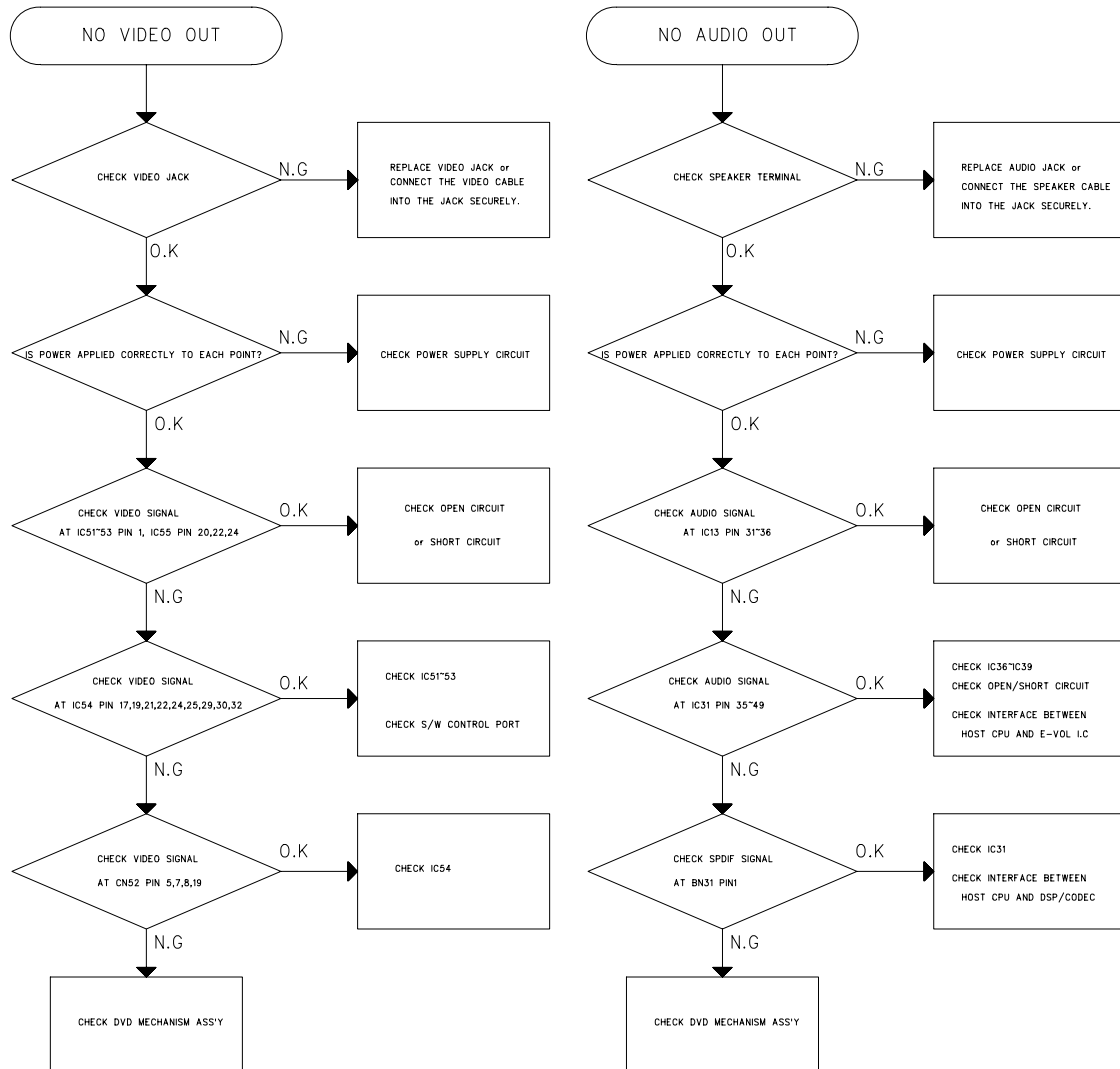 NO VIDEO OUT
CHECK VIDEO JACK
N.G
REPLACE VIDEO JACK or
CONNECT THE VIDEO CABLE
INTO THE JACK SECURELY.
O.K
IS POWER APPLIED CORRECTLY TO EACH POINT?
N.G
CHECK POWER SUPPLY CIRCUIT
O.K
CHECK VIDEO SIGNAL
AT IC51~53 PIN 1, IC55 PIN 20,22,24
O.K
CHECK OPEN CIRCUIT
or SHORT CIRCUIT
N.G
CHECK VIDEO SIGNAL
AT IC54 PIN 17,19,21,22,24,25,29,30,32
O.K
CHECK IC51~53
CHECK S/W CONTROL PORT
N.G
CHECK VIDEO SIGNAL
AT CN52 PIN 5,7,8,19
O.K
CHECK IC54
N.G
CHECK DVD MECHANISM ASS'Y
NO AUDIO OUT
CHECK SPEAKER TERMINAL
N.G
REPLACE AUDIO JACK or
CONNECT THE SPEAKER CABLE
INTO THE JACK SECURELY.
O.K
IS POWER APPLIED CORRECTLY TO EACH POINT?
N.G
CHECK POWER SUPPLY CIRCUIT
O.K
CHECK AUDIO SIGNAL
AT IC13 PIN 31~36
O.K
CHECK OPEN CIRCUIT
or SHORT CIRCUIT
N.G
CHECK AUDIO SIGNAL
AT IC31 PIN 35~49
O.K
CHECK IC36~IC39
CHECK OPEN/SHORT CIRCUIT
CHECK INTERFACE BETWEEN
HOST CPU AND E-VOL I.C
N.G
CHECK SPDIF SIGNAL
AT BN31 PIN1
O.K
CHECK IC31
CHECK INTERFACE BETWEEN
HOST CPU AND DSP/CODEC
N.G
CHECK DVD MECHANISM ASS'Y